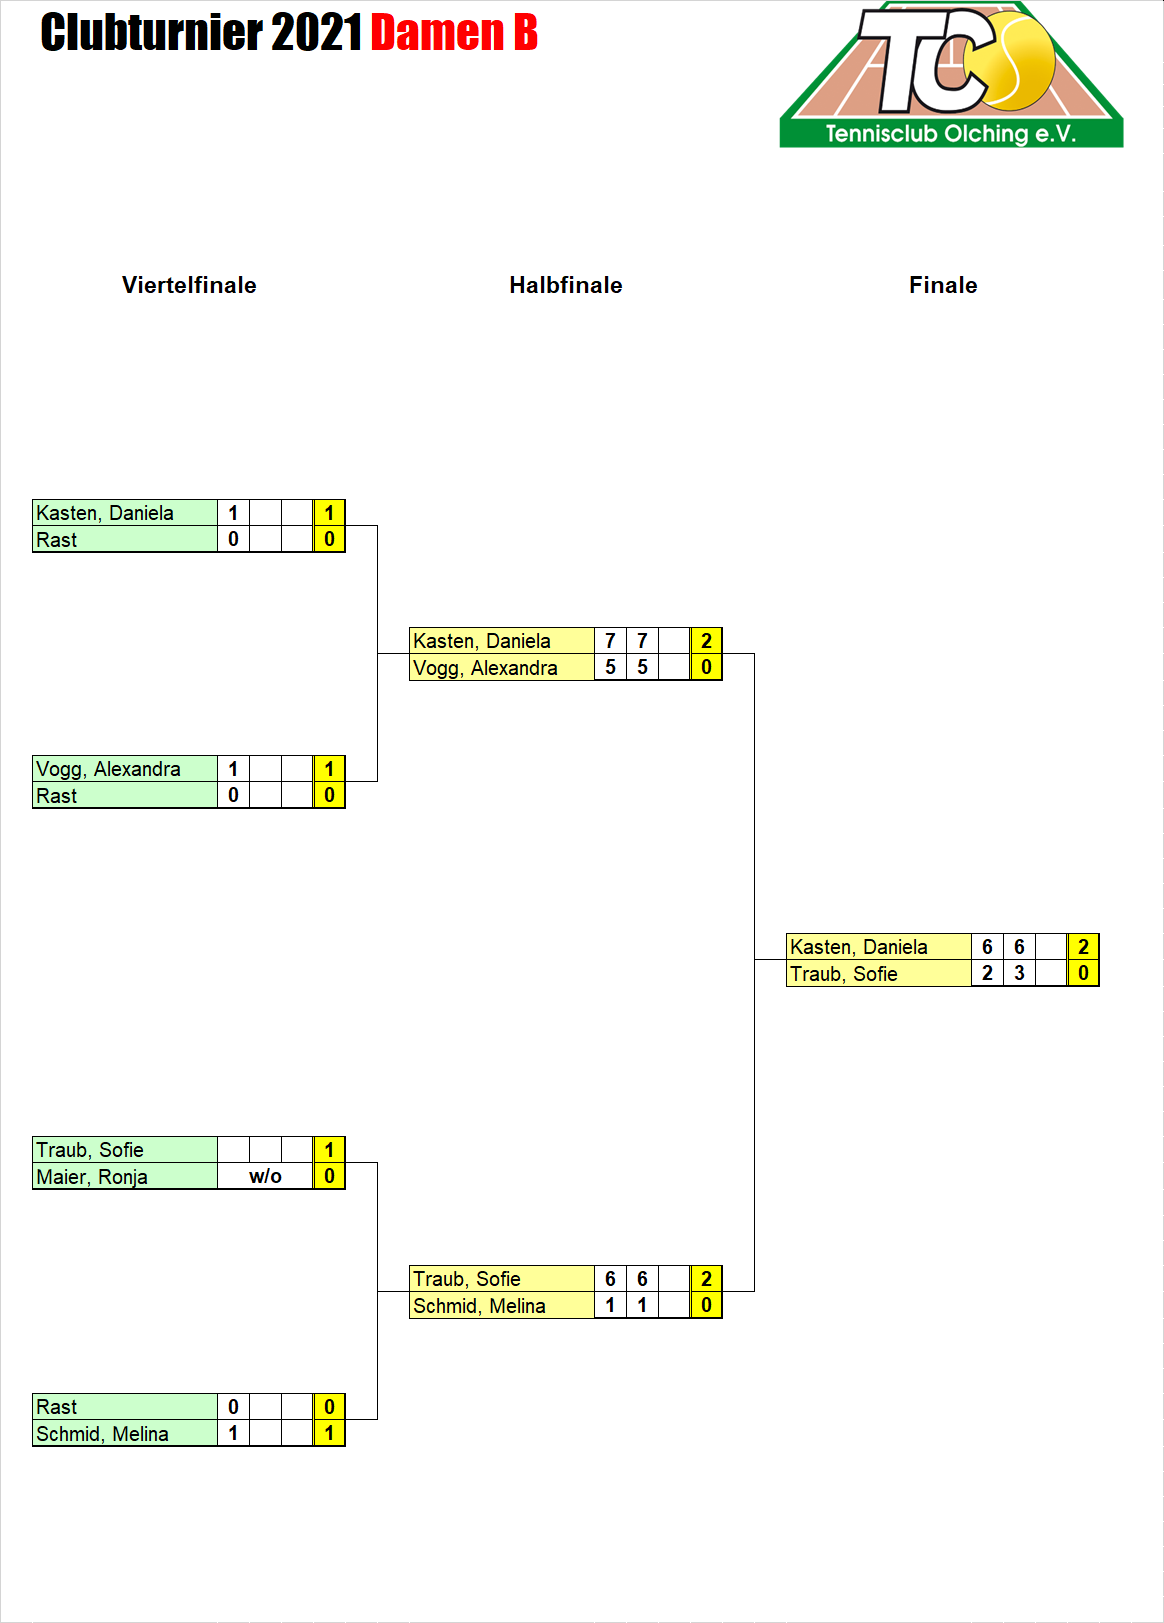 Clubturnier 2021 Damen B
TC
Tennisclub Olching e.V.
Viertelfinale Halbfinale Finale
Kasten, Daniela 1 1
Rast 0 0
Kasten, Daniela 7 7 2
Vogg, Alexandra 5 5 0
Vogg, Alexandra 1 1
Rast 0 0
Kasten, Daniela 6 6 2
Traub, Sofie 2 3 0
Traub, Sofie 1
Maier, Ronja w/o 0
Traub, Sofie 6 6 2
Schmid, Melina 1 1 0
Rast 0 0
Schmid, Melina 1 1